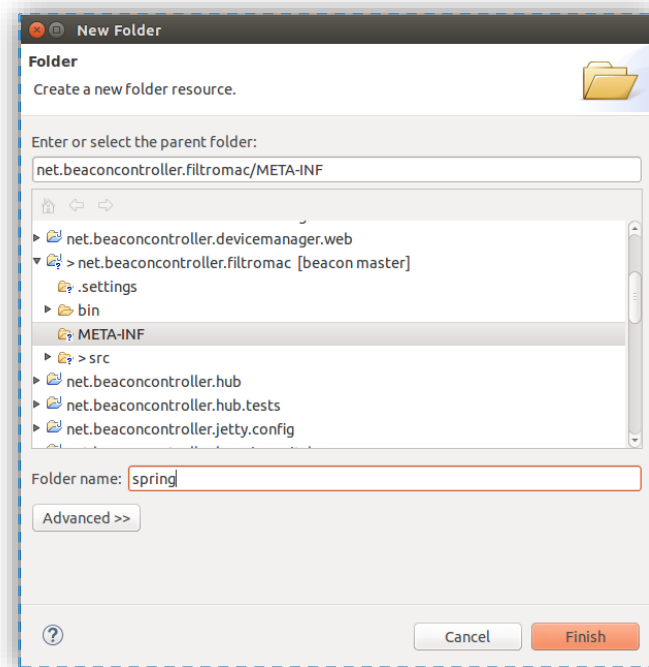 New Folder
Folder
Create a new folder resource.
Enter or select the parent folder:
net.beaconcontroller.filtromac/META-INF
net.beaconcontroller.devicemanager.web
> net.beaconcontroller.filtromac [beacon master]
.settings
bin
META-INF
> src
net.beaconcontroller.hub
net.beaconcontroller.hub.tests
net.beaconcontroller.jetty.config
Folder name: spring
Advanced >>
Cancel Finish